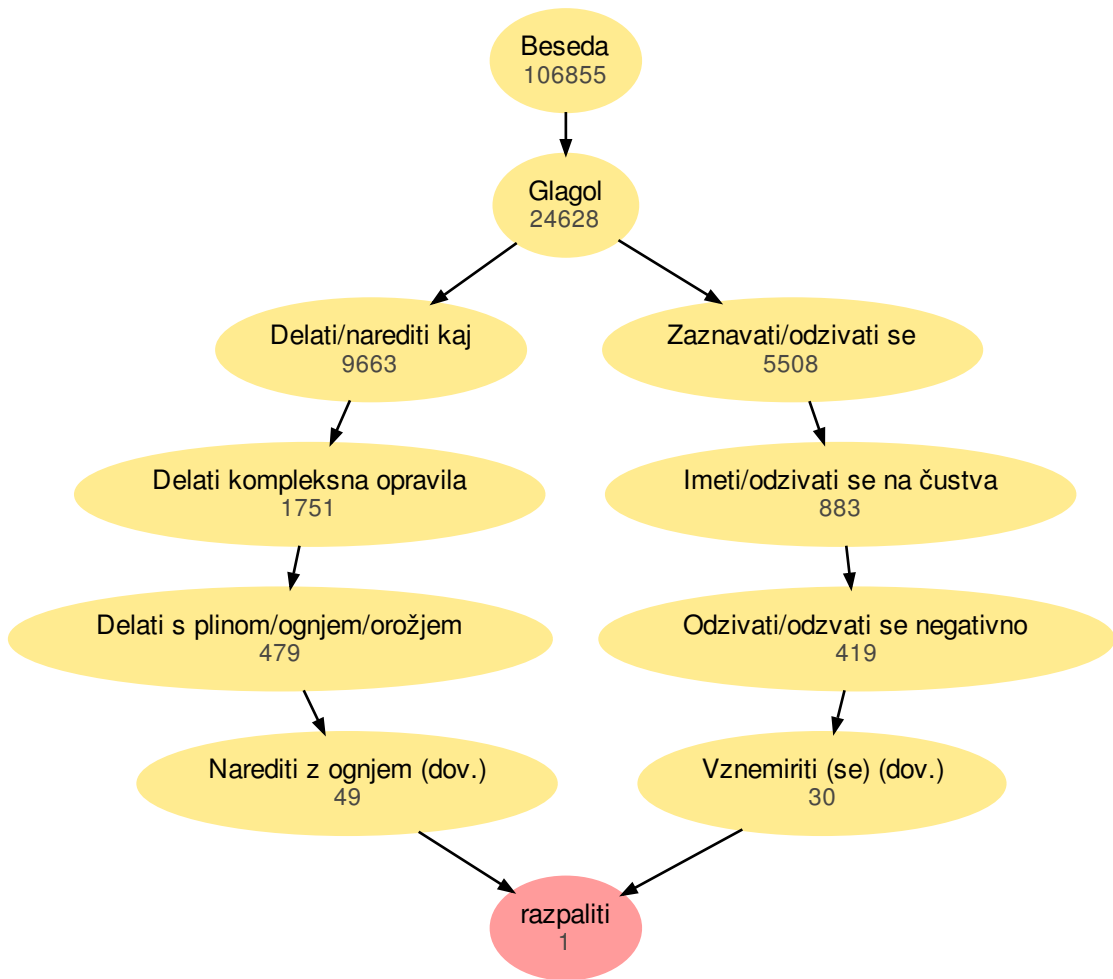 Beseda
106855
Glagol
24628
Delati/narediti kaj
9663
Zaznavati/odzivati se
5508
Delati kompleksna opravila
1751
Imeti/odzivati se na čustva
883
Delati s plinom/ognjem/orožjem
479
Odzivati/odzvati se negativno
419
Narediti z ognjem (dov.)
49
Vznemiriti (se) (dov.)
30
razpaliti
1